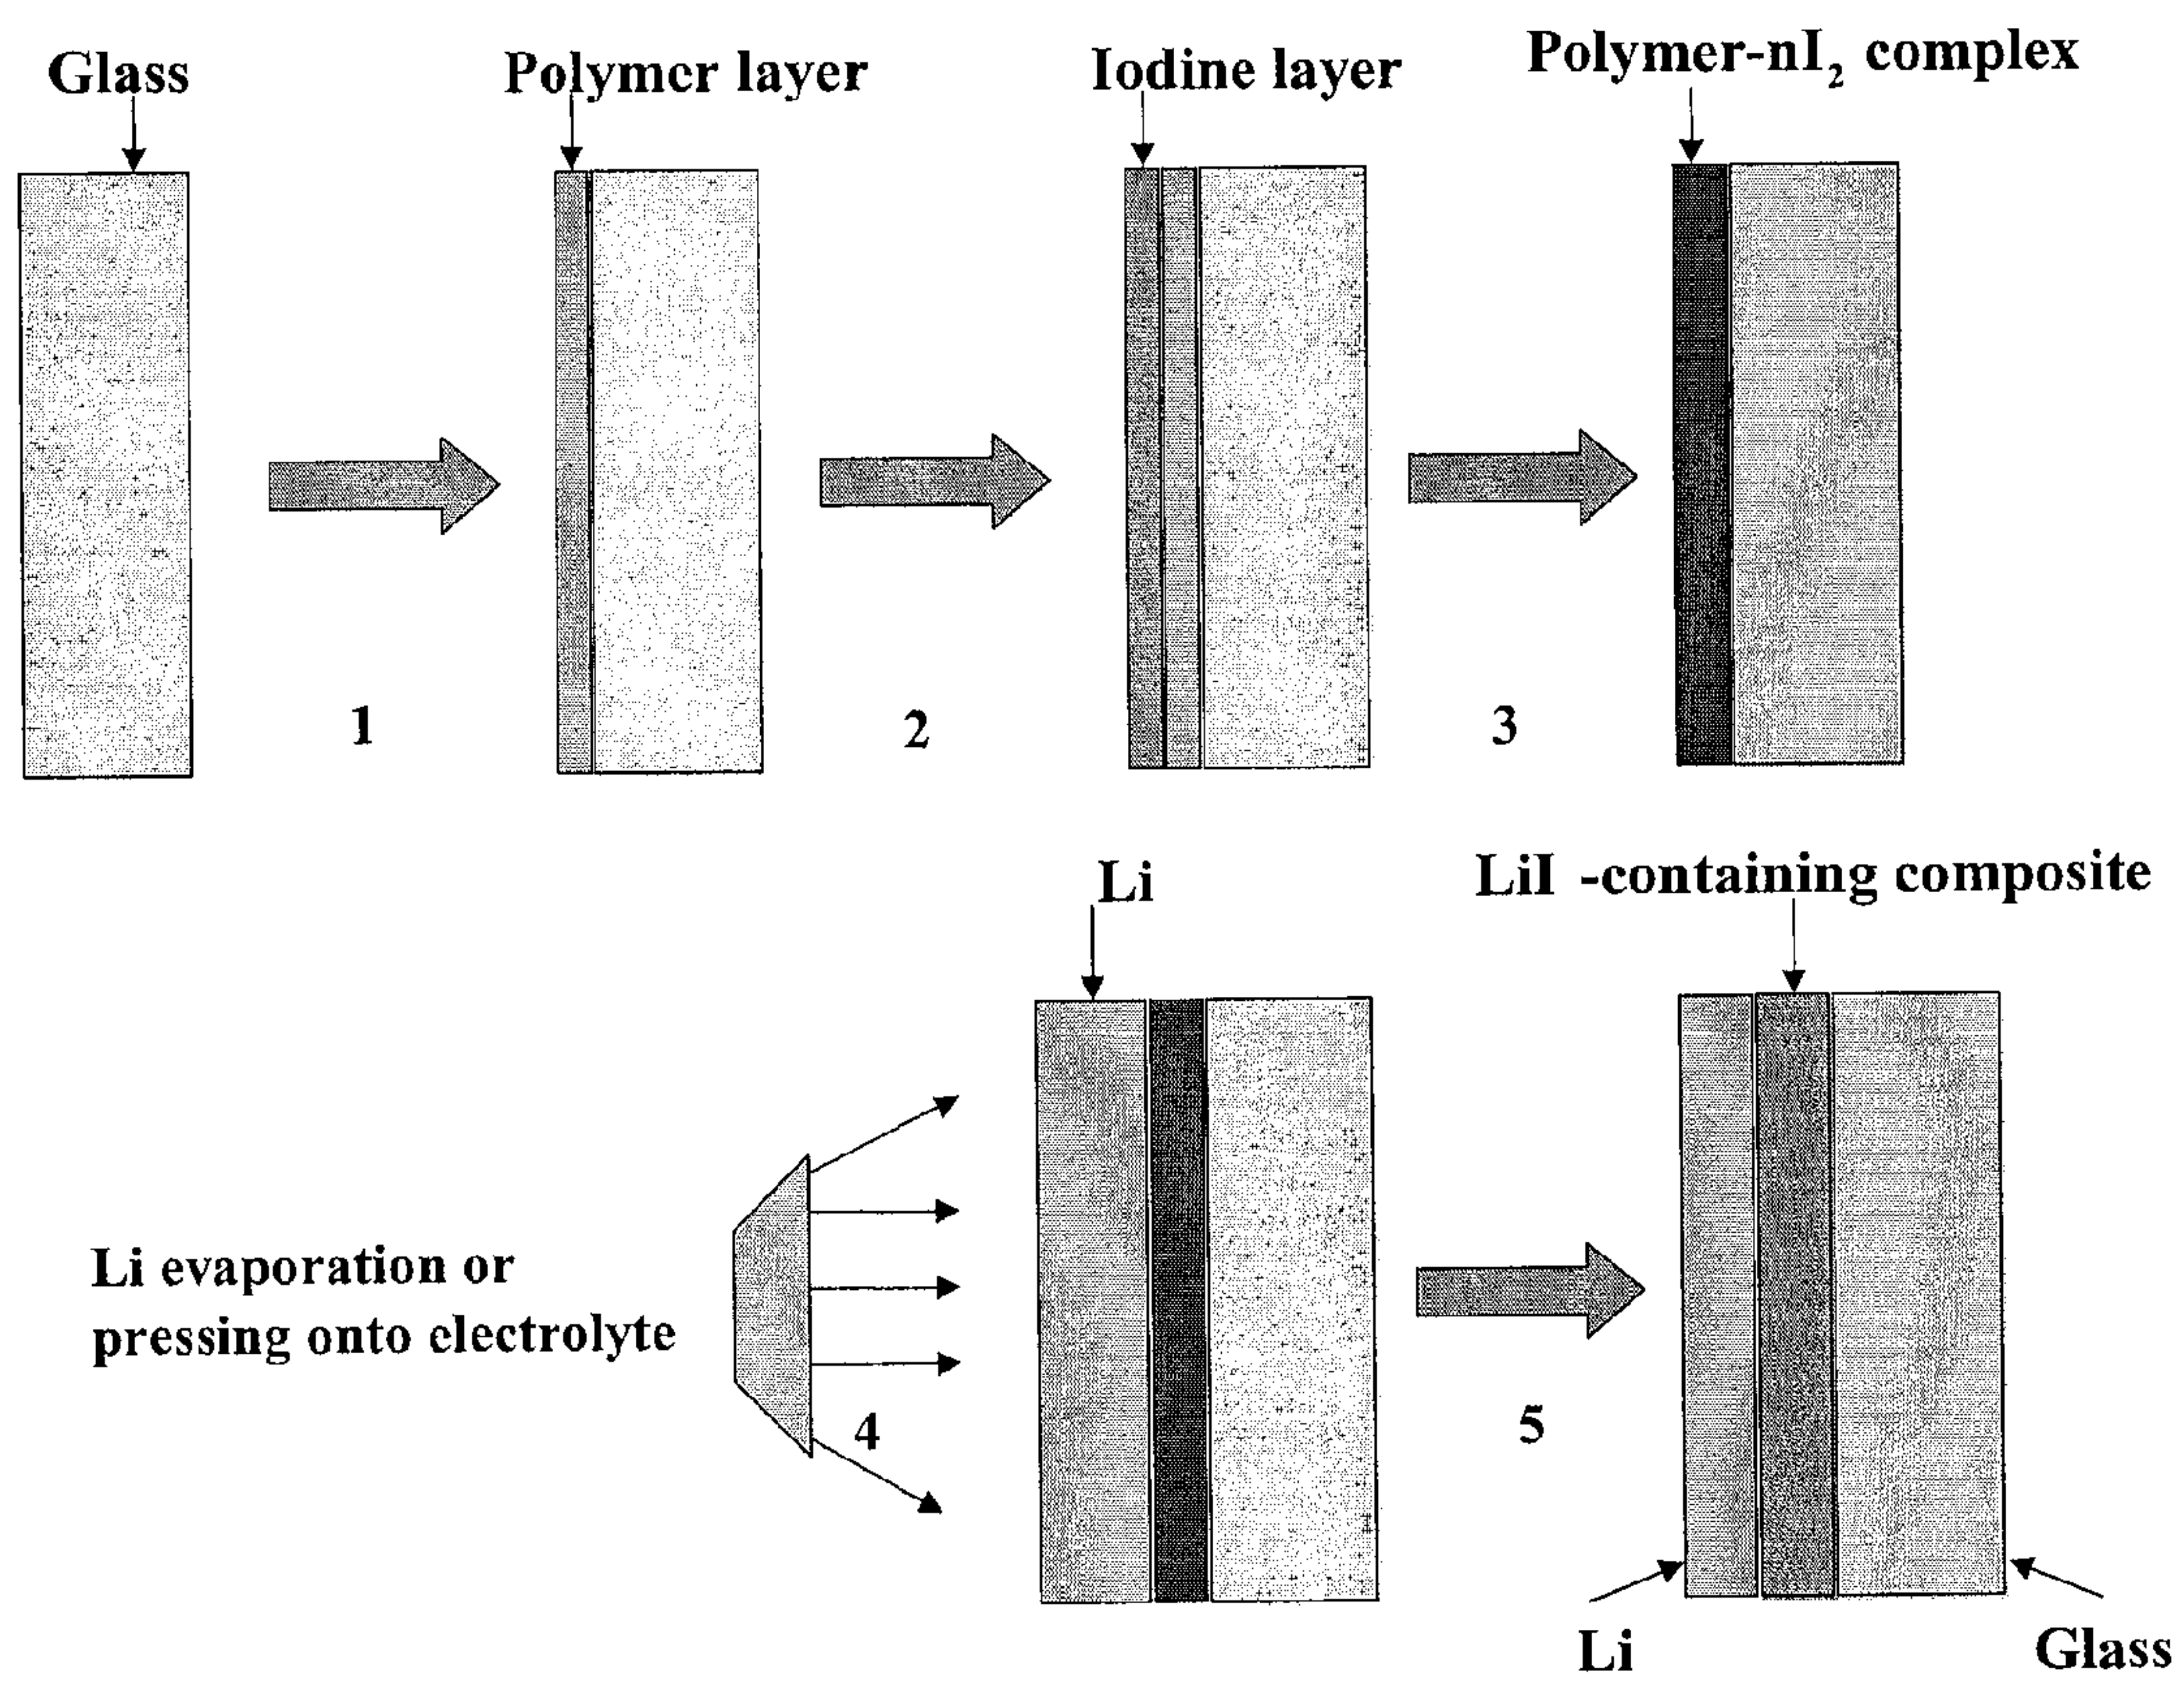 Glass
Polymer layer
Iodine layer
Polymer-nI₂ complex
1
2
3
Li
LiI -containing composite
Li evaporation or
pressing onto electrolyte
4
5
Li
Glass